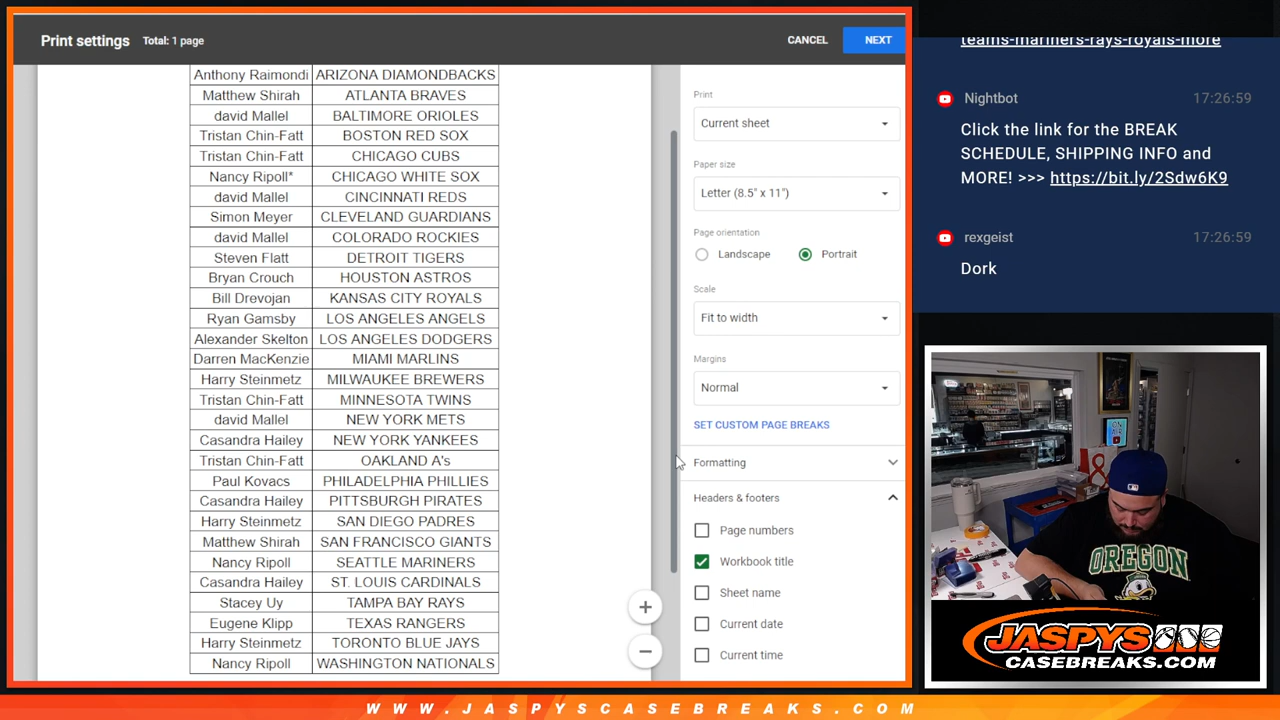 Print settings Total: 1 page CANCEL NEXT
Anthony Raimondi ARIZONA DIAMONDBACKS
Matthew Shirah ATLANTA BRAVES
david Mallel BALTIMORE ORIOLES
Tristan Chin-Fatt BOSTON RED SOX
Tristan Chin-Fatt CHICAGO CUBS
Nancy Ripoll* CHICAGO WHITE SOX
david Mallel CINCINNATI REDS
Simon Meyer CLEVELAND GUARDIANS
david Mallel COLORADO ROCKIES
Steven Flatt DETROIT TIGERS
Bryan Crouch HOUSTON ASTROS
Bill Drevojan KANSAS CITY ROYALS
Ryan Gamsby LOS ANGELES ANGELS
Alexander Skelton LOS ANGELES DODGERS
Darren MacKenzie MIAMI MARLINS
Harry Steinmetz MILWAUKEE BREWERS
Tristan Chin-Fatt MINNESOTA TWINS
david Mallel NEW YORK METS
Casandra Hailey NEW YORK YANKEES
Tristan Chin-Fatt OAKLAND A's
Paul Kovacs PHILADELPHIA PHILLIES
Casandra Hailey PITTSBURGH PIRATES
Harry Steinmetz SAN DIEGO PADRES
Matthew Shirah SAN FRANCISCO GIANTS
Nancy Ripoll SEATTLE MARINERS
Casandra Hailey ST. LOUIS CARDINALS
Stacey Uy TAMPA BAY RAYS
Eugene Klipp TEXAS RANGERS
Harry Steinmetz TORONTO BLUE JAYS
Nancy Ripoll WASHINGTON NATIONALS
Print
Current sheet
Paper size
Letter (8.5" x 11")
Page orientation
Landscape Portrait
Scale
Fit to width
Margins
Normal
SET CUSTOM PAGE BREAKS
Formatting
Headers & footers
Page numbers
Workbook title
Sheet name
Current date
Current time
teams-mariners-rays-royals-more
Nightbot 17:26:59
Click the link for the BREAK
SCHEDULE, SHIPPING INFO and
MORE! >>> https://bit.ly/2Sdw6K9
rexgeist 17:26:59
Dork
ON
AIR
OREGON
JASPYS
CASEBREAKS.COM
WWW.JASPYSCASEBREAKS.COM